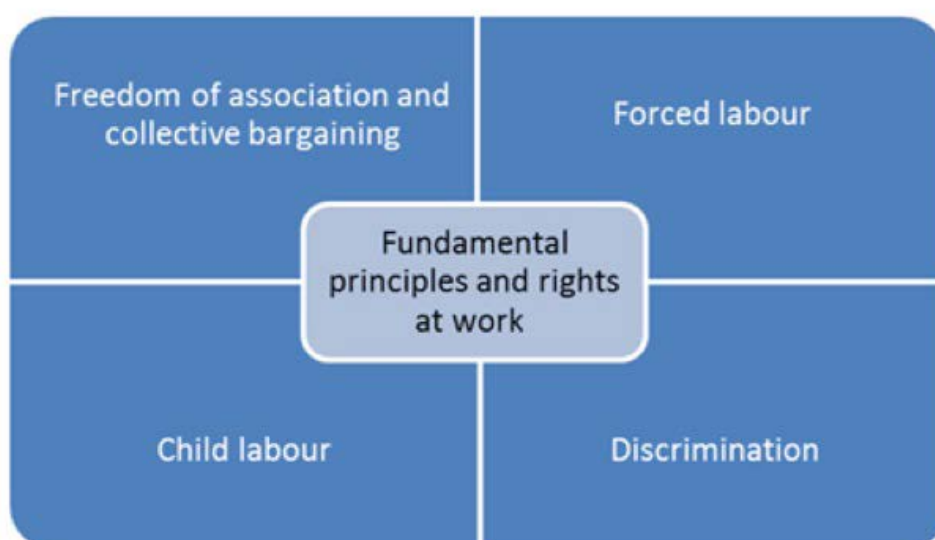 Freedom of association and
collective bargaining
Forced labour
Fundamental
principles and rights
at work
Child labour
Discrimination